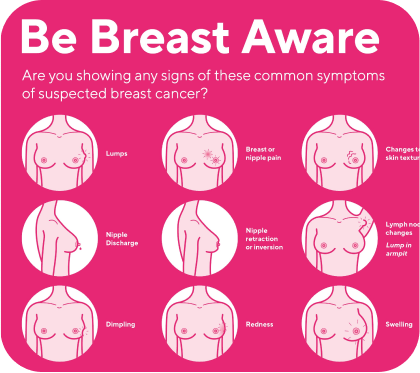 Be Breast Aware
Are you showing any signs of these common symptoms
of suspected breast cancer?
Lumps
Breast or
nipple pain
Changes to
skin
Nipple
Discharge
Nipple
retraction
or inversion
Lymph
changes
Lump in
armpit
Dimpling
Redness
Swelling